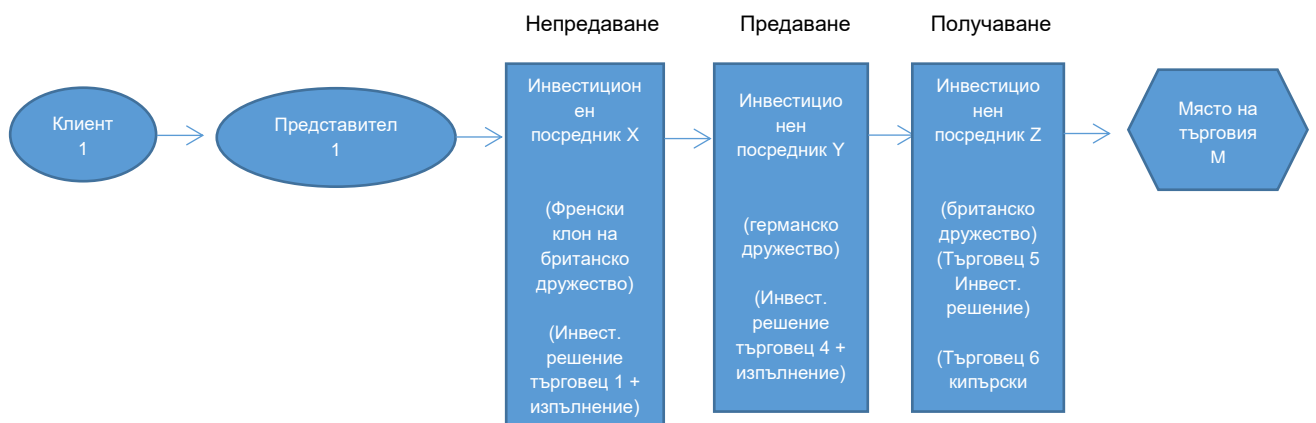 Непредаване
Предаване
Получаване
Клиент
1
Представител
1
Инвестицион
ен
посредник X
(Френски
клон на
британско
дружество)
(Инвест.
решение
търговец 1 +
изпълнение)
Инвестицио
нен
посредник Y
(германско
дружество)
(Инвест.
решение
търговец 4 +
изпълнение)
Инвестицио
нен
посредник Z
(британско
дружество)
(Търговец 5
Инвест.
решение)
(Търговец 6
кипърски
Място на
търговия
M